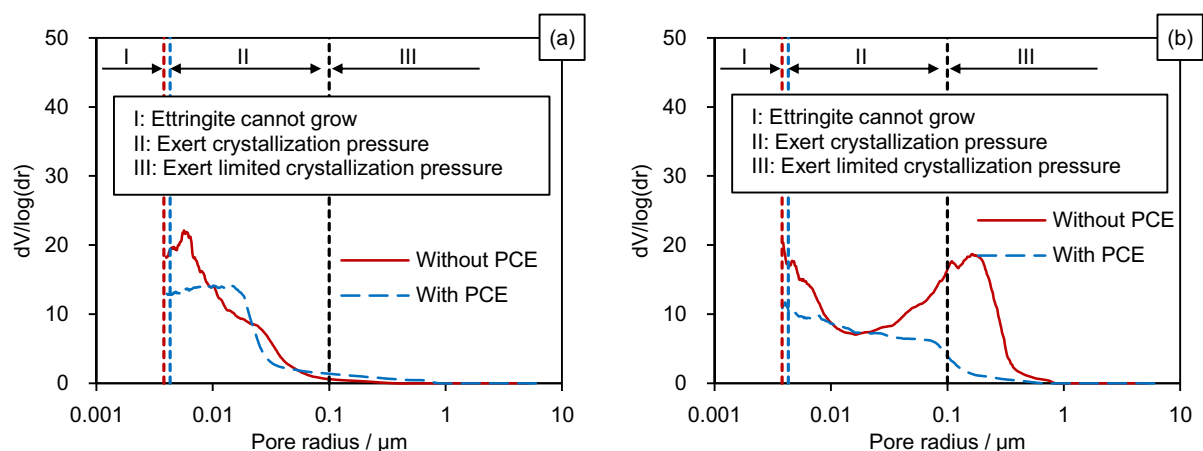 (a)
50
40
30
20
10
0
dV/log(dr)
I
II
III
I: Ettringite cannot grow
II: Exert crystallization pressure
III: Exert limited crystallization pressure
Without PCE
With PCE
0.001
0.01
0.1
1
10
Pore radius / μm
(b)
50
40
30
20
10
0
dV/log(dr)
I
II
III
I: Ettringite cannot grow
II: Exert crystallization pressure
III: Exert limited crystallization pressure
Without PCE
With PCE
0.001
0.01
0.1
1
10
Pore radius / μm